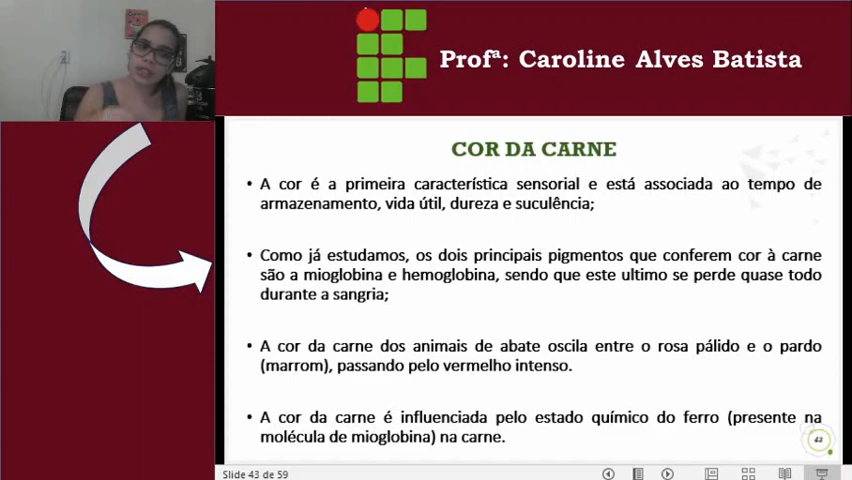 Profª: Caroline Alves Batista
COR DA CARNE
• A cor é a primeira característica sensorial e está associada ao tempo de
armazenamento, vida útil, dureza e suculência;
• Como já estudamos, os dois principais pigmentos que conferem cor à carne
são a mioglobina e hemoglobina, sendo que este ultimo se perde quase todo
durante a sangria;
• A cor da carne dos animais de abate oscila entre o rosa pálido e o pardo
(marrom), passando pelo vermelho intenso.
• A cor da carne é influenciada pelo estado químico do ferro (presente na
molécula de mioglobina) na carne.
43
Slide 43 de 59